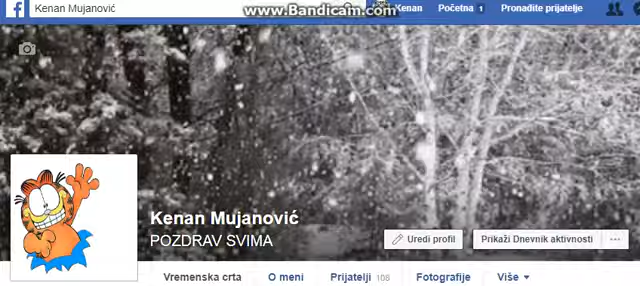 www.Bandicam.com
Kenan Mujanović
Kenan
Početna 1
Pronađite prijatelje
Kenan Mujanović
POZDRAV SVIMA
Uredi profil
Prikaži Dnevnik aktivnosti
Vremenska crta
O meni
Prijatelji
Fotografije
Više